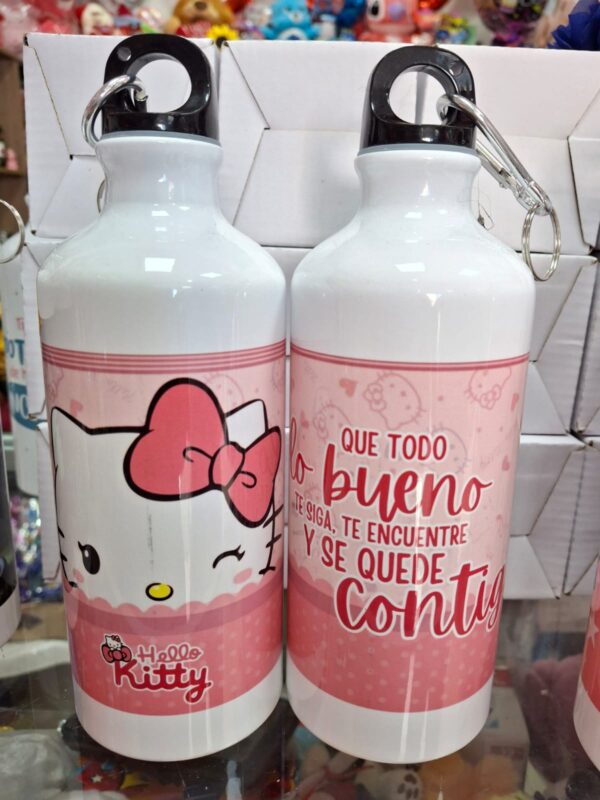 Hello
Kitty
QUE TODO
lo bueno
TE SIGA, TE ENCUENTRE
Y SE QUEDE
contig